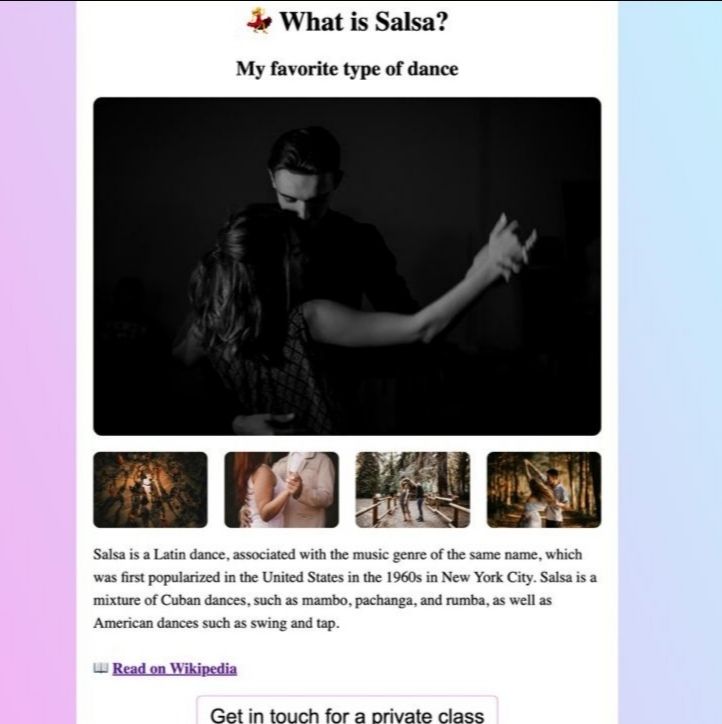 💃 What is Salsa?
My favorite type of dance
Salsa is a Latin dance, associated with the music genre of the same name, which
was first popularized in the United States in the 1960s in New York City. Salsa is a
mixture of Cuban dances, such as mambo, pachanga, and rumba, as well as
American dances such as swing and tap.
📖 Read on Wikipedia
Get in touch for a private class